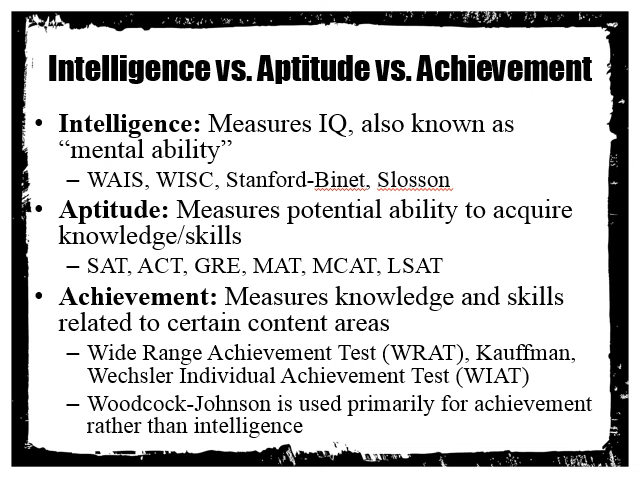 Intelligence vs. Aptitude vs. Achievement
• Intelligence: Measures IQ, also known as
“mental ability”
– WAIS, WISC, Stanford-Binet, Slosson
• Aptitude: Measures potential ability to acquire
knowledge/skills
– SAT, ACT, GRE, MAT, MCAT, LSAT
• Achievement: Measures knowledge and skills
related to certain content areas
– Wide Range Achievement Test (WRAT), Kauffman,
Wechsler Individual Achievement Test (WIAT)
– Woodcock-Johnson is used primarily for achievement
rather than intelligence